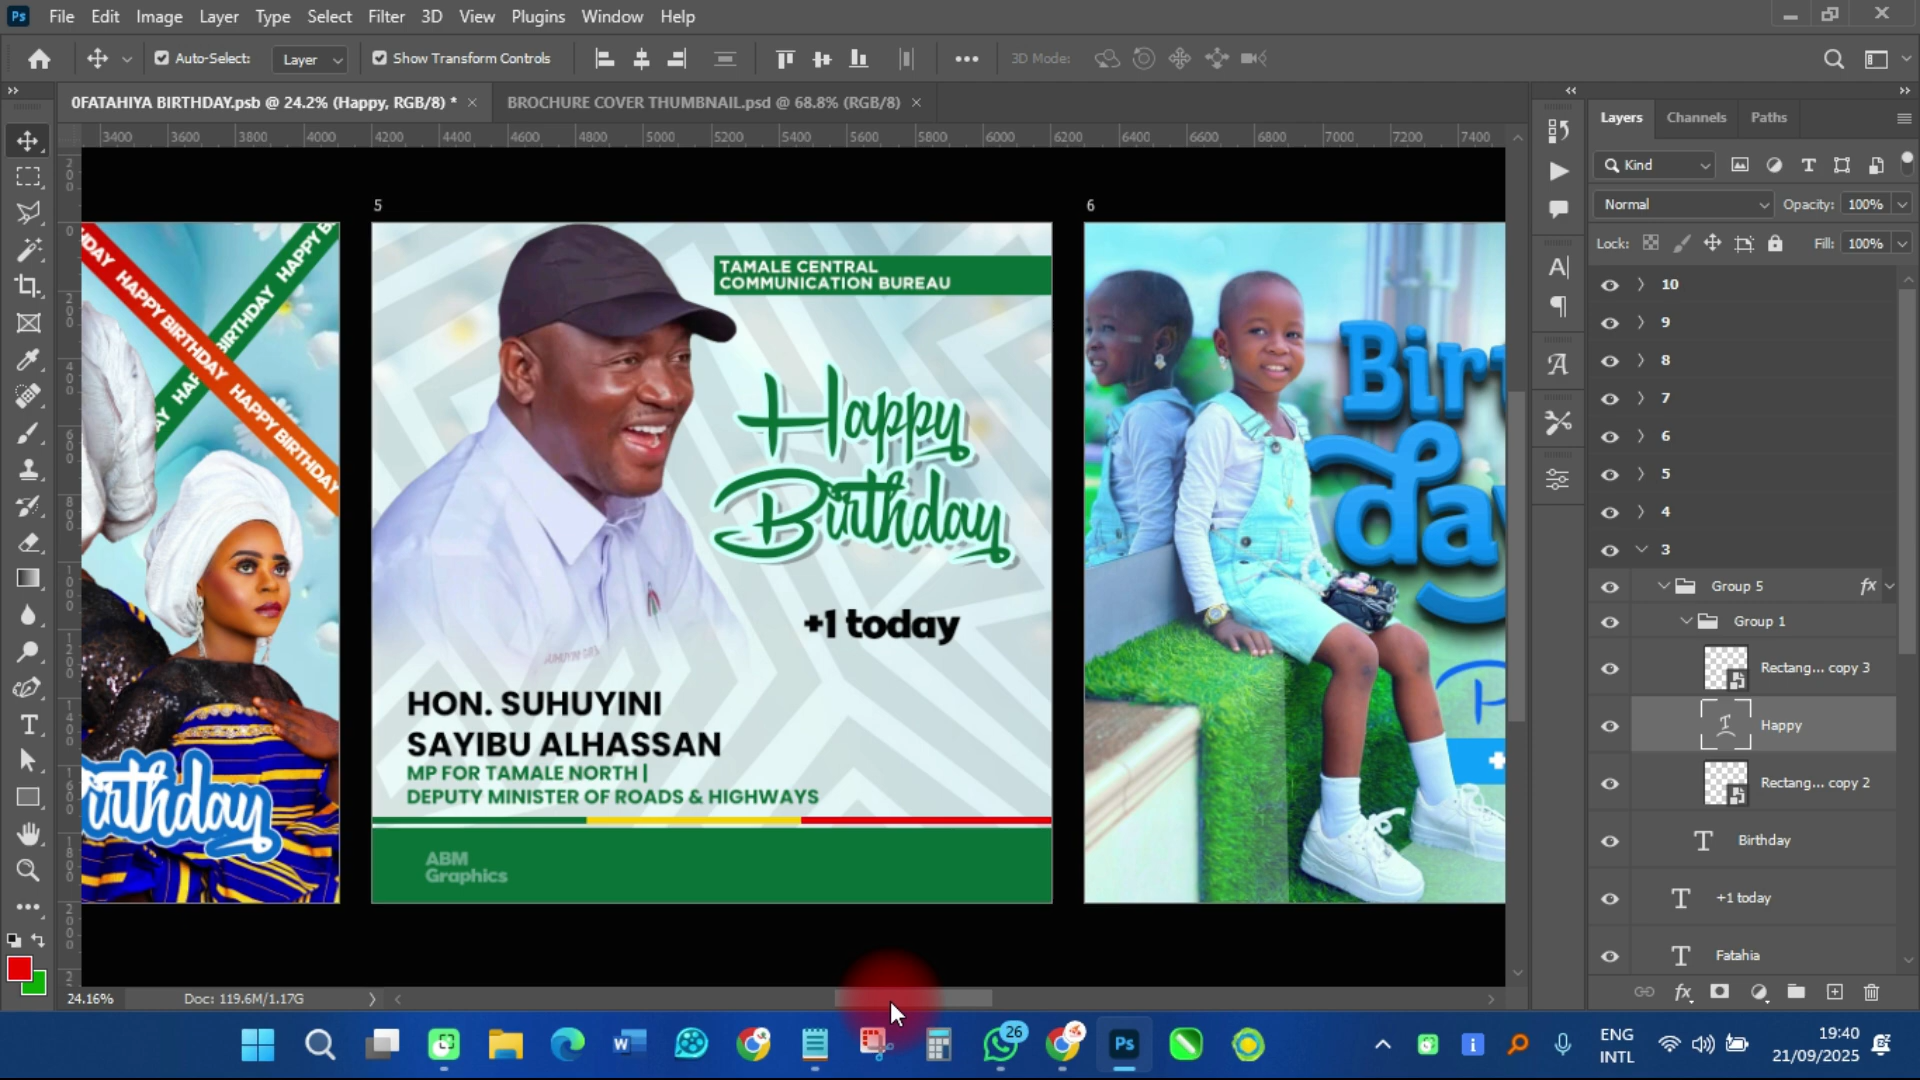 Ps File Edit Image Layer Type Select Filter 3D View Plugins Window Help
Auto-Select: Layer Show Transform Controls 3D Mode:
0FATAHIYA BIRTHDAY.psb @ 24.2% (Happy, RGB/8) *
BROCHURE COVER THUMBNAIL.psd @ 68.8% (RGB/8)
3400 3600 3800 4000 4200 4400 4600 4800 5000 5200 5400 5600 5800 6000 6200 6400 6600 6800 7000 7200 7400
5
6
HAPPY BIRTHDAY HAPPY BIRTHDAY
BIRTHDAY
TAMALE CENTRAL
COMMUNICATION BUREAU
Happy
Birthday
+1 today
HON. SUHUYINI
SAYIBU ALHASSAN
MP FOR TAMALE NORTH |
DEPUTY MINISTER OF ROADS & HIGHWAYS
ABM
Graphics
Layers Channels Paths
Kind
Normal Opacity: 100%
Lock: Fill: 100%
10
9
8
7
6
5
4
3
Group 5 fx
Group 1
Rectang... copy 3
Happy
Rectang... copy 2
Birthday
+1 today
Fatahia
24.16% Doc: 119.6M/1.17G
26
Ps
ENG
INTL
19:40
21/09/2025